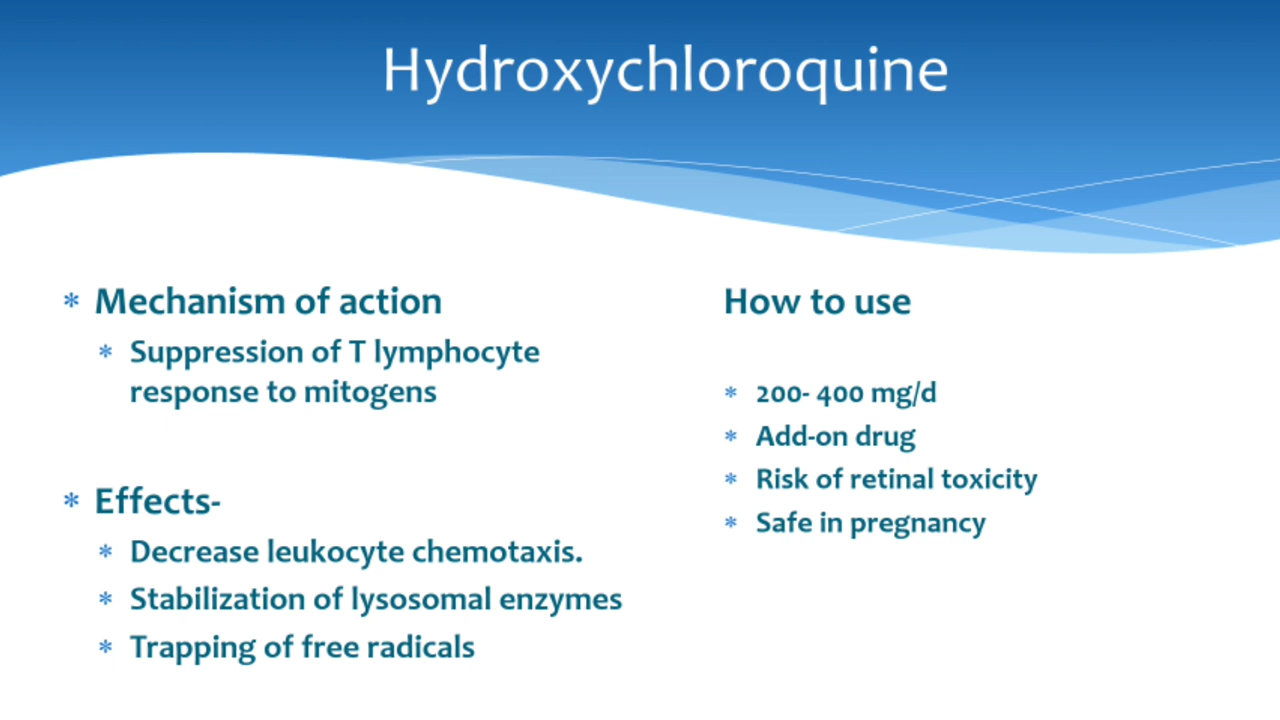 Hydroxychloroquine
* Mechanism of action
* Suppression of T lymphocyte
response to mitogens
* Effects-
* Decrease leukocyte chemotaxis.
* Stabilization of lysosomal enzymes
* Trapping of free radicals
How to use
* 200- 400 mg/d
* Add-on drug
* Risk of retinal toxicity
* Safe in pregnancy